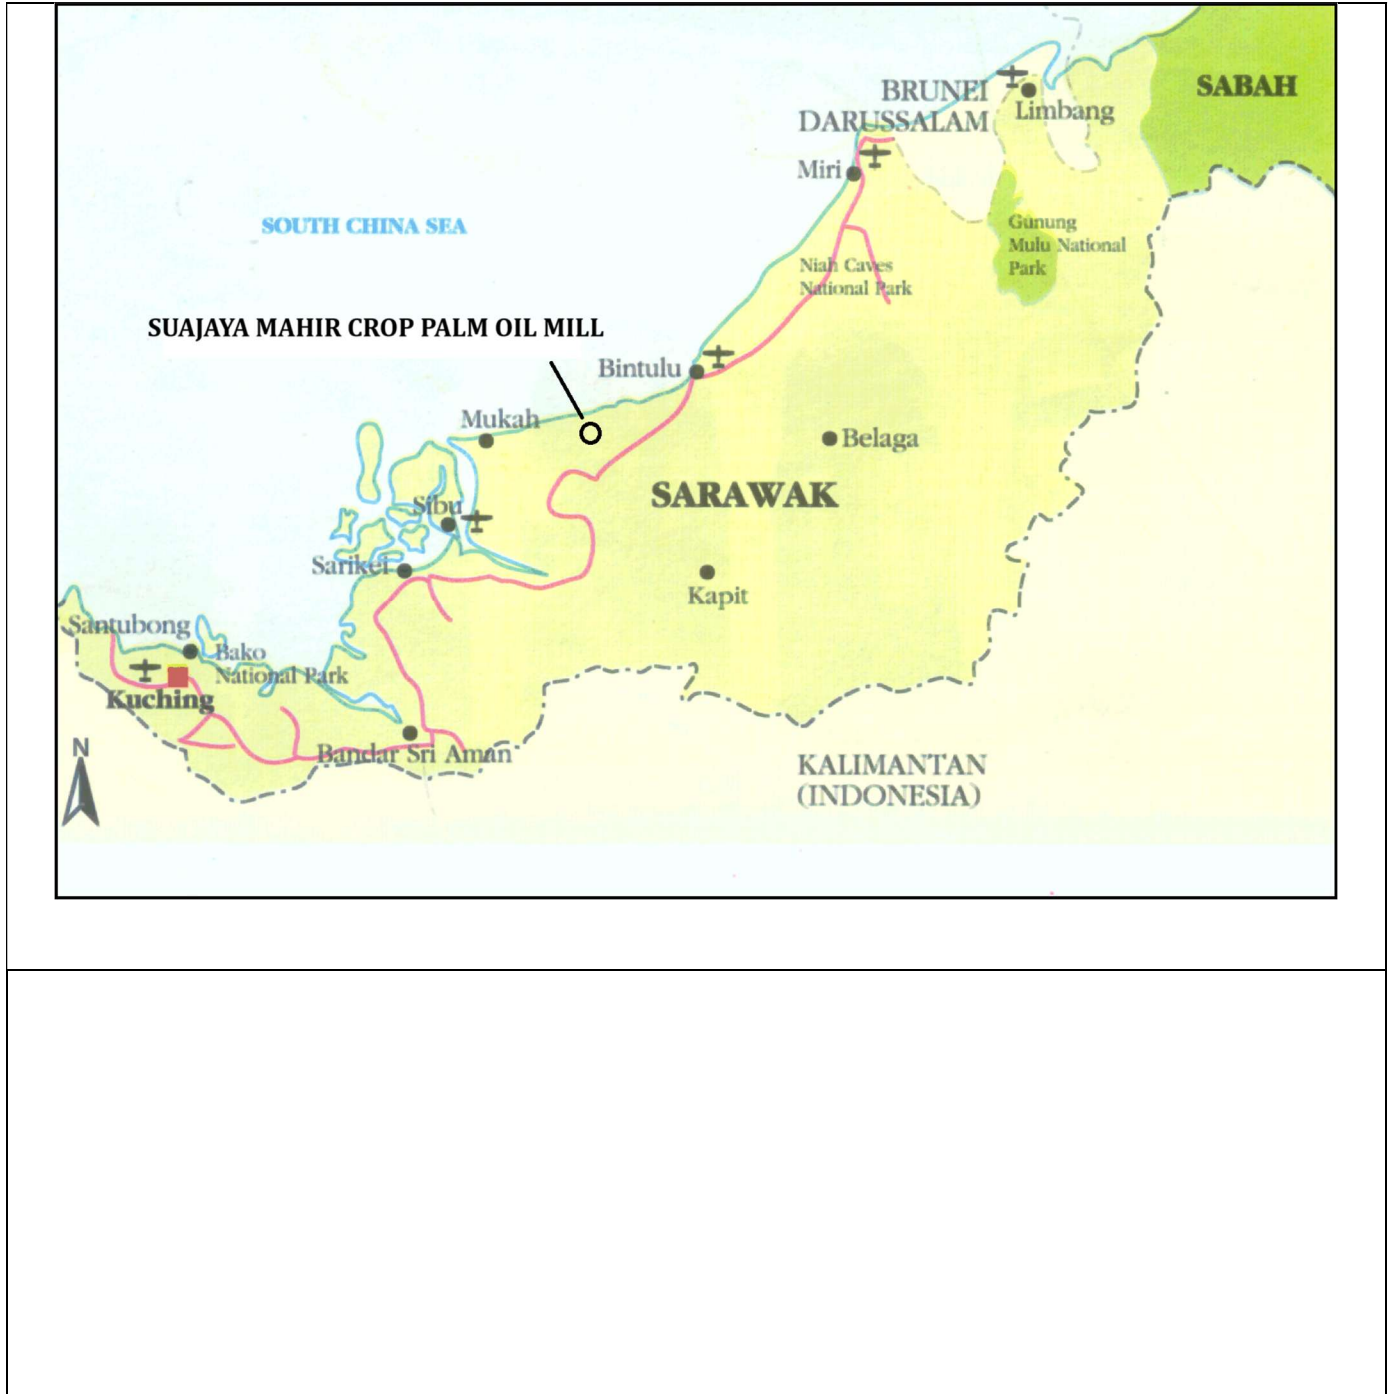 BRUNEI
DARUSSALAM
Limbang
SABAH
Miri
SOUTH CHINA SEA
Gunung
Mulu National
Park
Niah Caves
National Park
SUAJAYA MAHIR CROP PALM OIL MILL
Bintulu
Mukah
Belaga
SARAWAK
Sibu
Sarikei
Kapit
Santubong
Bako
National Park
Kuching
N
Bandar Sri Aman
KALIMANTAN
(INDONESIA)